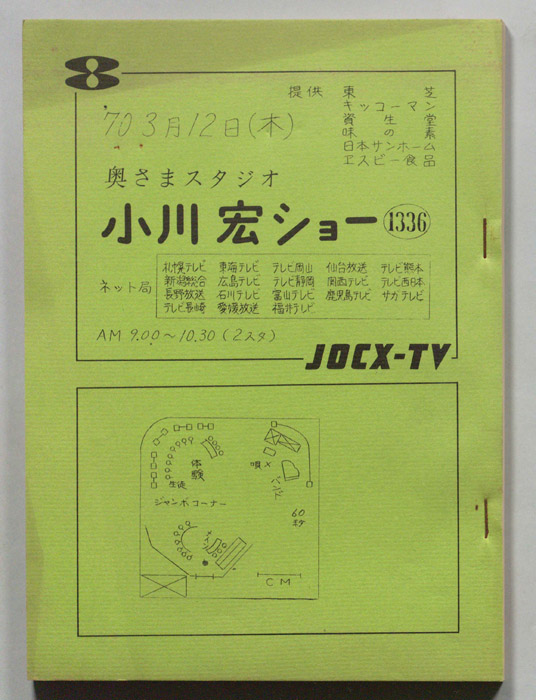 8
提供 東芝
キッコーマン
資生堂
味の素
日本サンホーム
ヱスビー食品
'70 3月12日(木)
奥さまスタジオ
小川宏ショー 1336
ネット局
札幌テレビ 東海テレビ テレビ岡山 仙台放送 テレビ熊本
新潟総合 広島テレビ テレビ静岡 関西テレビ テレビ西日本
長野放送 石川テレビ 富山テレビ 鹿児島テレビ サガテレビ
テレビ長崎 愛媛放送 福井テレビ
AM 9.00〜10.30(2スタ)
JOCX-TV
体験
生徒
唄×
ジャンボコーナー
60
メイン
CM